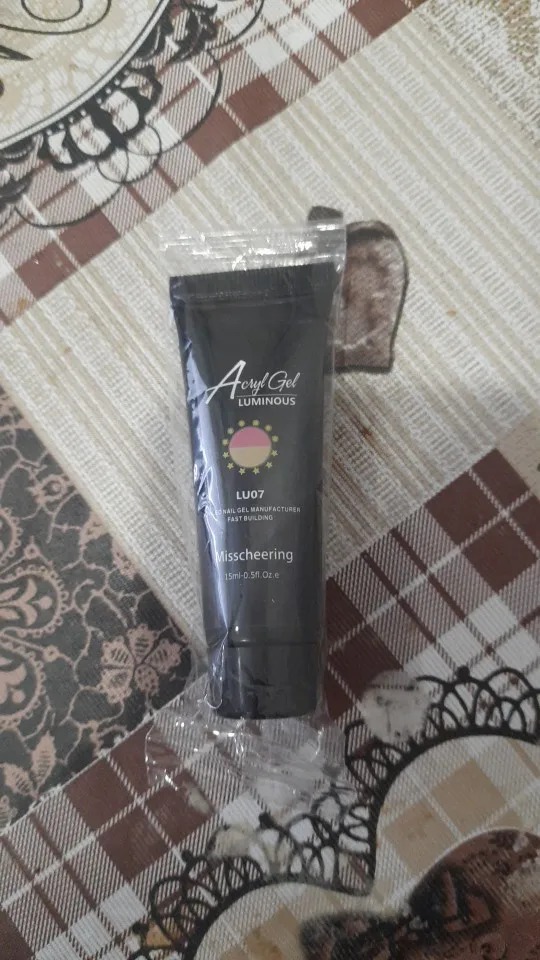 Acryl Gel
LUMINOUS
LU07
NAIL GEL MANUFACTURER
FAST BUILDING
Misscheering
15ml-0.5fl.Oz.e